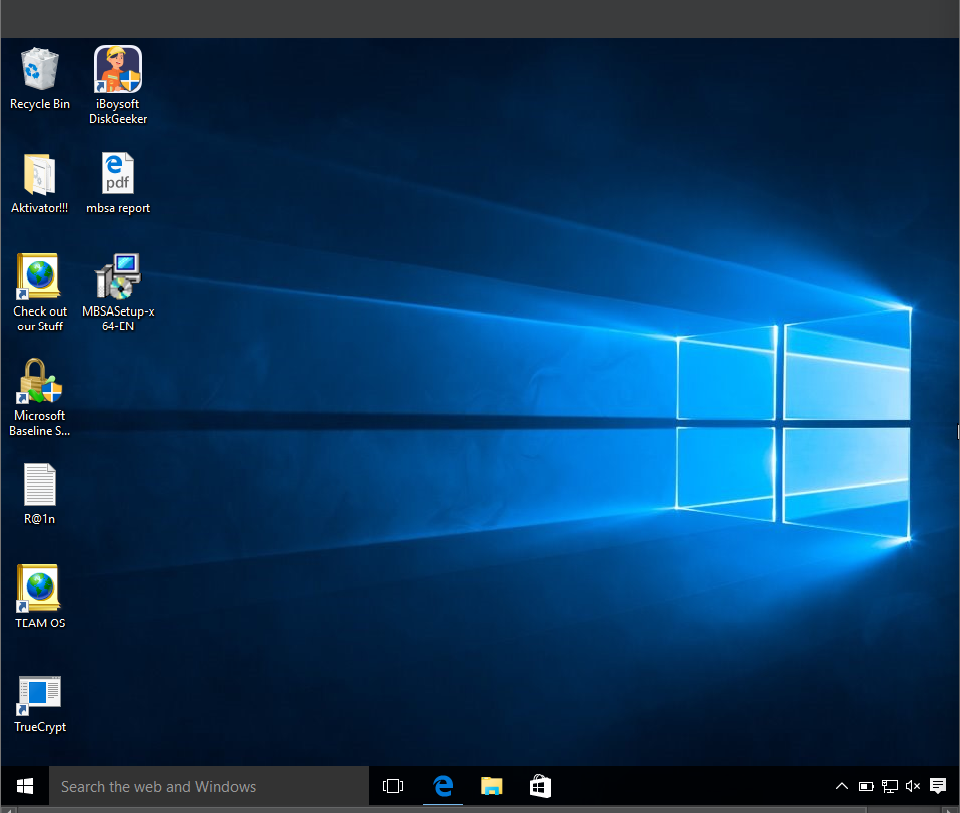 Recycle Bin
iBoysoft
DiskGeeker
Aktivator!!!
pdf
mbsa report
Check out
our Stuff
MBSASetup-x
64-EN
Microsoft
Baseline S...
R@1n
TEAM OS
TrueCrypt
Search the web and Windows